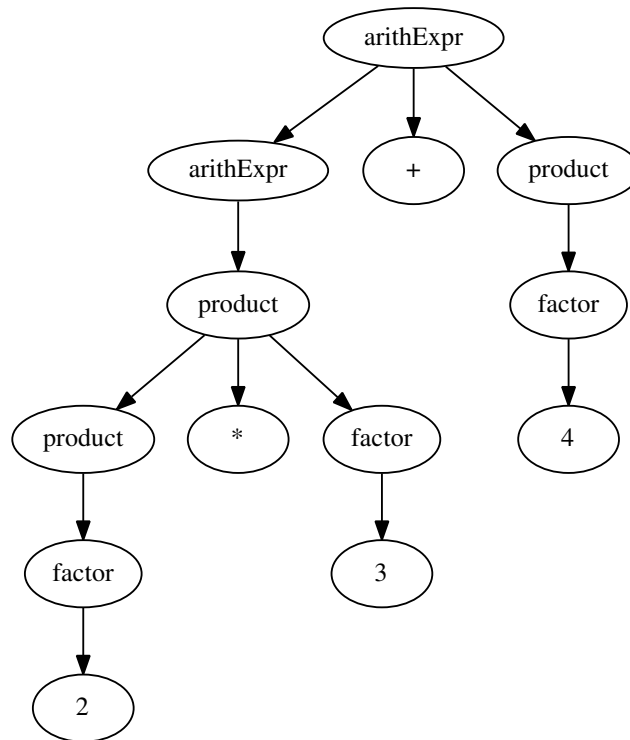 arithExpr
arithExpr + product
product factor
product * factor 4
factor 3
2